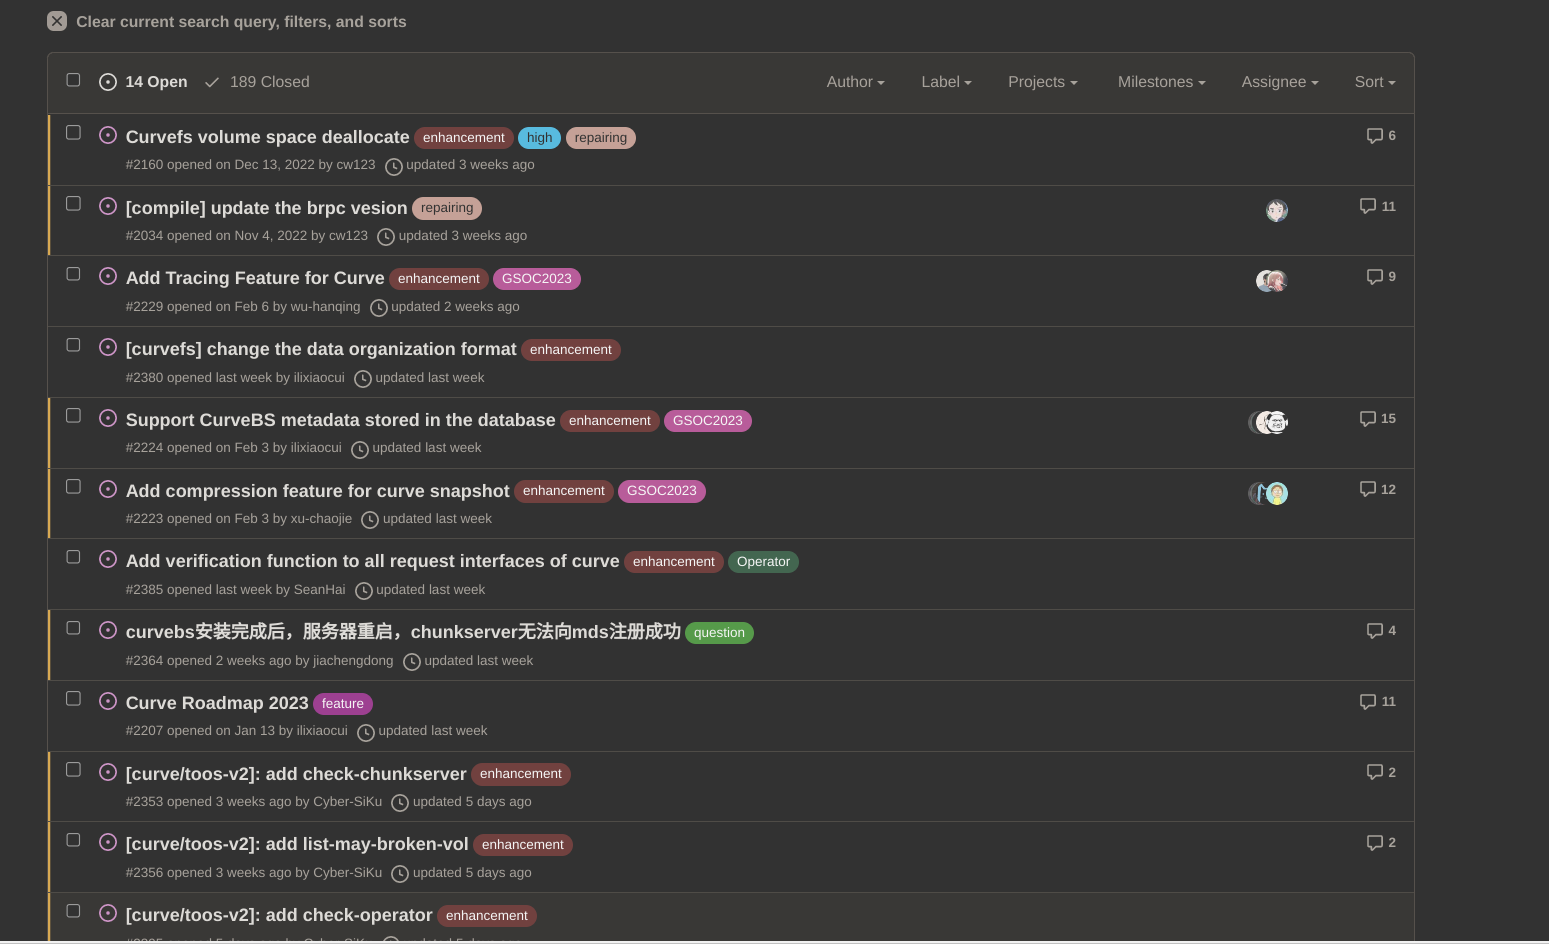 Clear current search query, filters, and sorts
14 Open 189 Closed Author Label Projects Milestones Assignee Sort
Curvefs volume space deallocate enhancement high repairing 6
#2160 opened on Dec 13, 2022 by cw123 updated 3 weeks ago
[compile] update the brpc vesion repairing 11
#2034 opened on Nov 4, 2022 by cw123 updated 3 weeks ago
Add Tracing Feature for Curve enhancement GSOC2023 9
#2229 opened on Feb 6 by wu-hanqing updated 2 weeks ago
[curvefs] change the data organization format enhancement
#2380 opened last week by ilixiaocui updated last week
Support CurveBS metadata stored in the database enhancement GSOC2023 15
#2224 opened on Feb 3 by ilixiaocui updated last week
Add compression feature for curve snapshot enhancement GSOC2023 12
#2223 opened on Feb 3 by xu-chaojie updated last week
Add verification function to all request interfaces of curve enhancement Operator
#2385 opened last week by SeanHai updated last week
curvebs安装完成后，服务器重启，chunkserver无法向mds注册成功 question 4
#2364 opened 2 weeks ago by jiachengdong updated last week
Curve Roadmap 2023 feature 11
#2207 opened on Jan 13 by ilixiaocui updated last week
[curve/toos-v2]: add check-chunkserver enhancement 2
#2353 opened 3 weeks ago by Cyber-SiKu updated 5 days ago
[curve/toos-v2]: add list-may-broken-vol enhancement 2
#2356 opened 3 weeks ago by Cyber-SiKu updated 5 days ago
[curve/toos-v2]: add check-operator enhancement